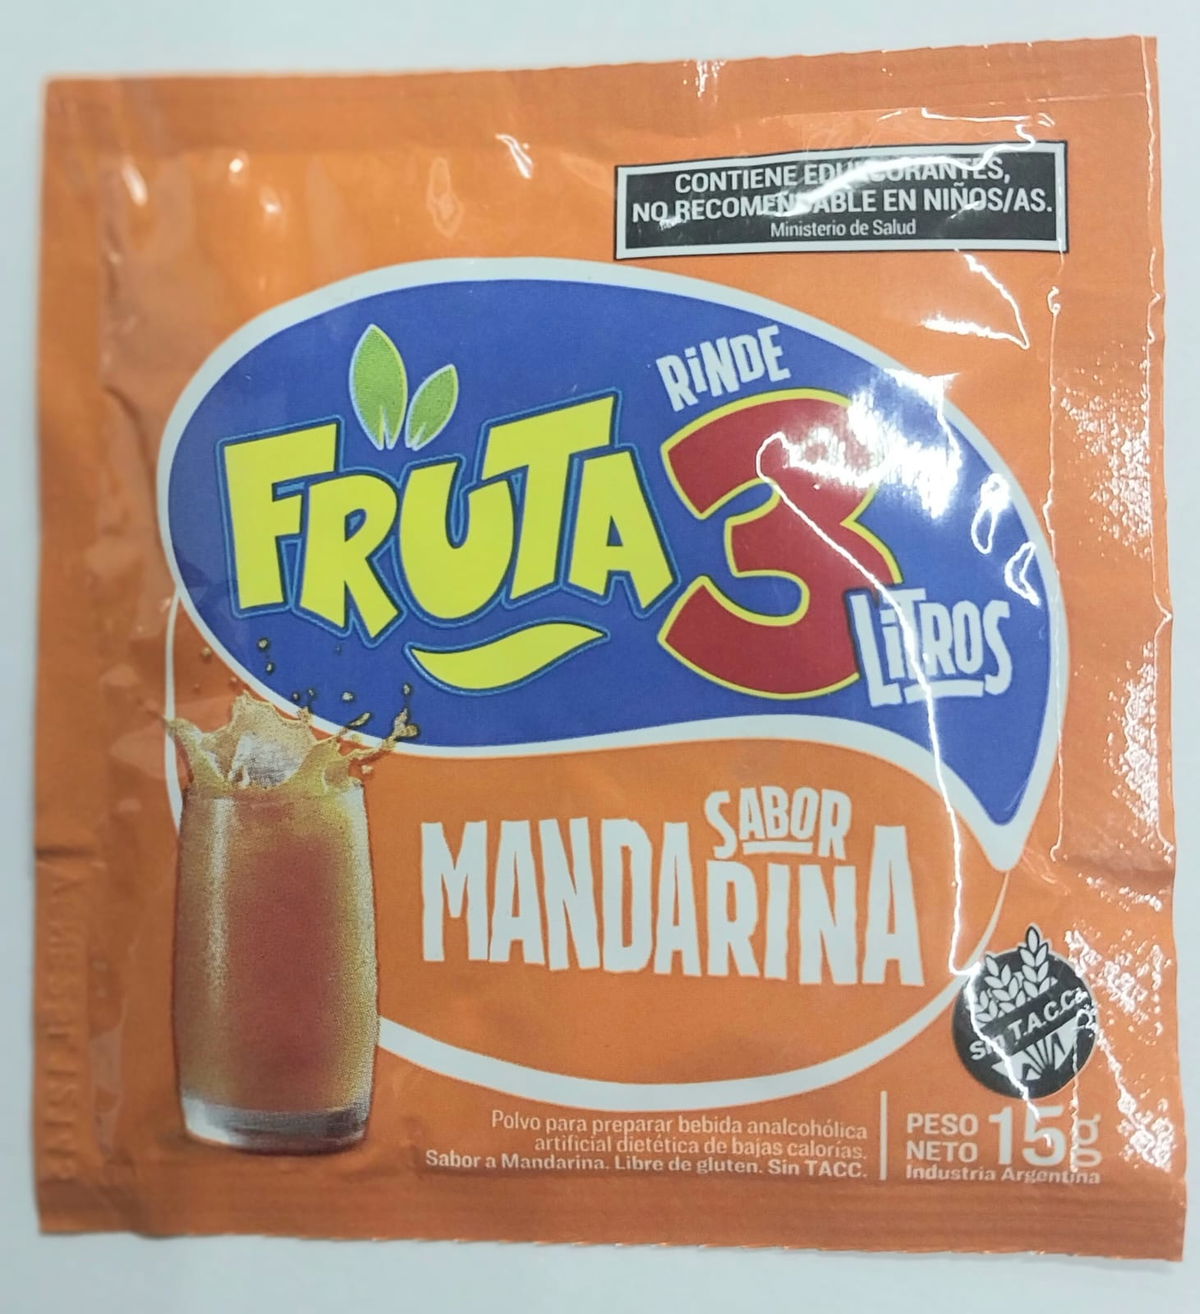 CONTIENE EDULCORANTES,
NO RECOMENDABLE EN NIÑOS/AS.
Ministerio de Salud
RiNDE
FRUTA 3
LiTROS
SABOR
MANDARINA
SIN T.A.C.C.
Polvo para preparar bebida analcohólica
artificial dietética de bajas calorías.
Sabor a Mandarina. Libre de gluten. Sin TACC.
PESO
NETO 15g
Industria Argentina